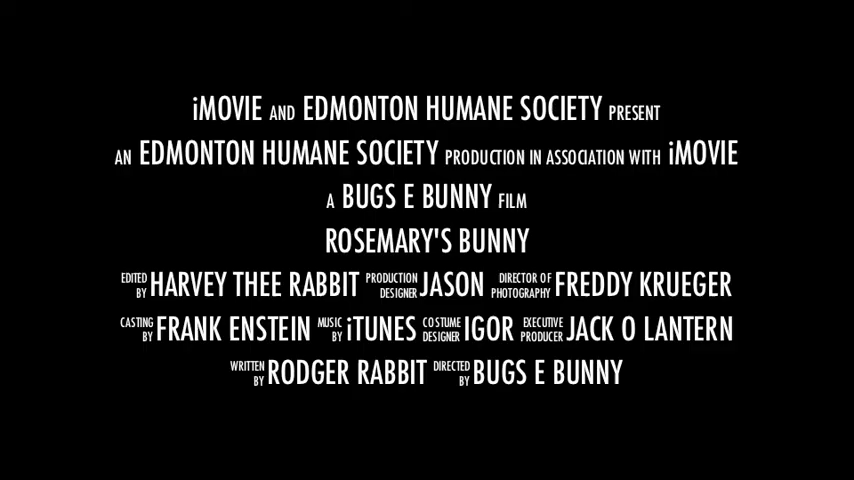 iMOVIE AND EDMONTON HUMANE SOCIETY PRESENT
AN EDMONTON HUMANE SOCIETY PRODUCTION IN ASSOCIATION WITH iMOVIE
A BUGS E BUNNY FILM
ROSEMARY'S BUNNY
EDITED BY HARVEY THEE RABBIT PRODUCTION DESIGNER JASON DIRECTOR OF PHOTOGRAPHY FREDDY KRUEGER
CASTING BY FRANK ENSTEIN MUSIC BY iTUNES COSTUME DESIGNER IGOR EXECUTIVE PRODUCER JACK O LANTERN
WRITTEN BY RODGER RABBIT DIRECTED BY BUGS E BUNNY